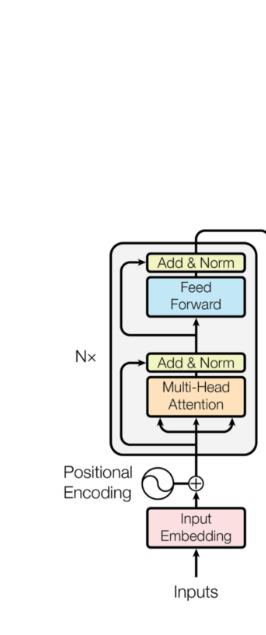 Add & Norm
Feed
Forward
N×
Add & Norm
Multi-Head
Attention
Positional
Encoding
Input
Embedding
Inputs